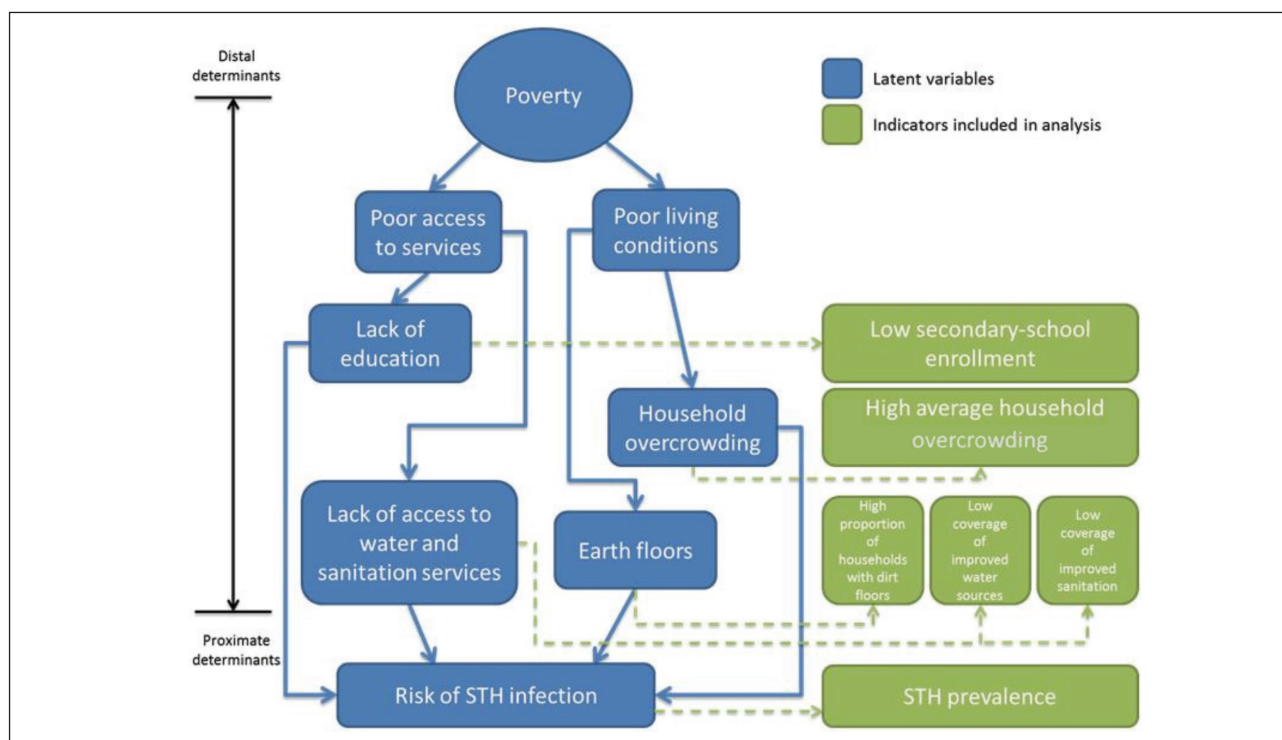 Distal
determinants
Poverty
Latent variables
Indicators included in analysis
Poor access
to services
Poor living
conditions
Lack of
education
Low secondary-school
enrollment
Household
overcrowding
High average household
overcrowding
Lack of access to
water and
sanitation services
Earth floors
High
proportion
of
households
with dirt
floors
Low
coverage
of
improved
water
sources
Low
coverage
of
improved
sanitation
Proximate
determinants
Risk of STH infection
STH prevalence